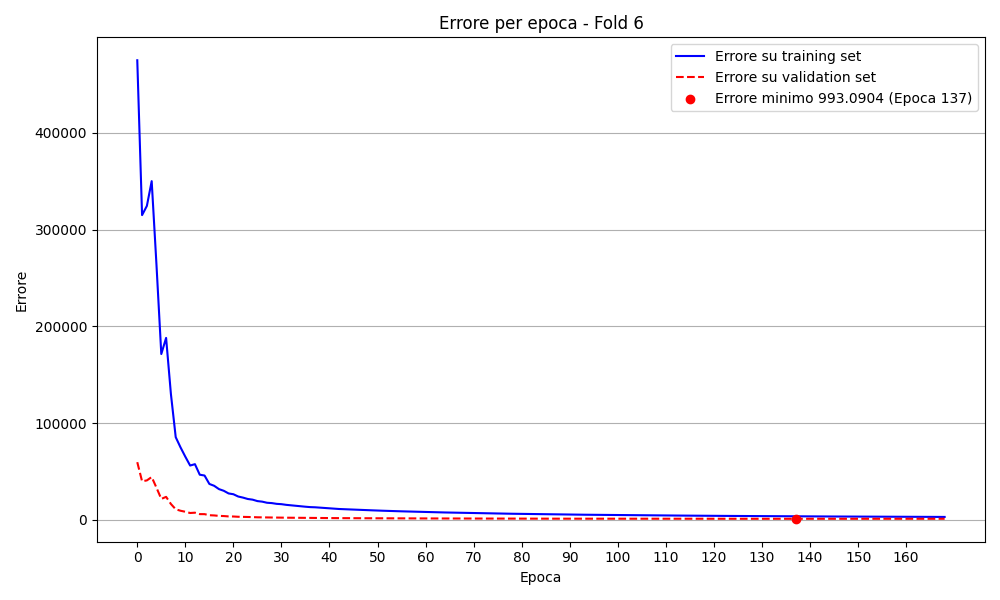 Errore per epoca - Fold 6
Errore su training set
Errore su validation set
Errore minimo 993.0904 (Epoca 137)
Errore
400000
300000
200000
100000
0
0 10 20 30 40 50 60 70 80 90 100 110 120 130 140 150 160
Epoca